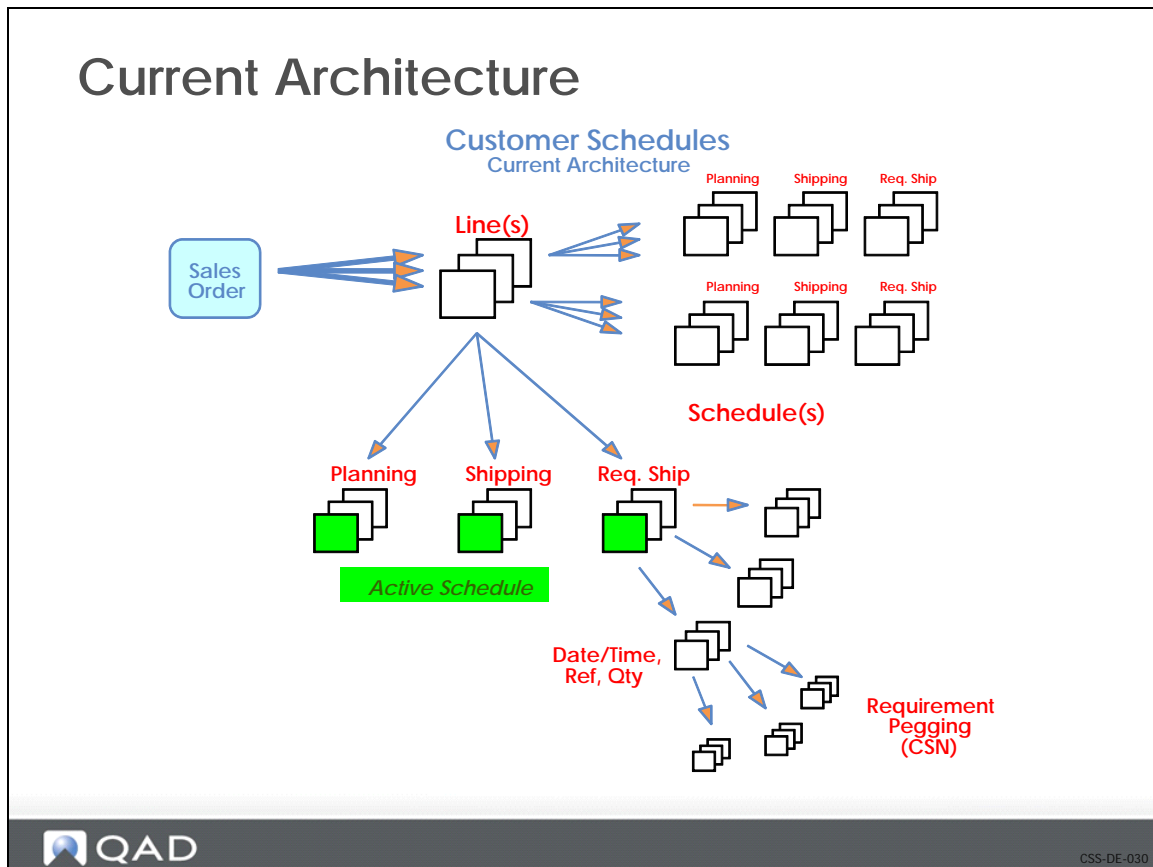 Current Architecture
Customer Schedules
Current Architecture
Planning
Shipping
Req. Ship
Line(s)
Sales
Order
Planning
Shipping
Req. Ship
Schedule(s)
Planning
Shipping
Req. Ship
Active Schedule
Date/Time,
Ref, Qty
Requirement
Pegging
(CSN)
QAD
CSS-DE-030